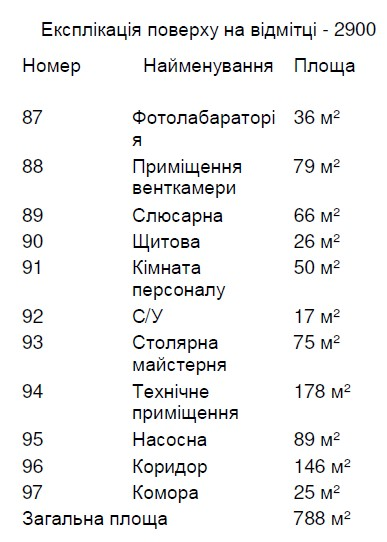 Експлікація поверху на відмітці - 2900
Номер Найменування Площа
87 Фотолабараторі 36 м²
я
88 Приміщення 79 м²
венткамери
89 Слюсарна 66 м²
90 Щитова 26 м²
91 Кімната 50 м²
персоналу
92 С/У 17 м²
93 Столярна 75 м²
майстерня
94 Технічне 178 м²
приміщення
95 Насосна 89 м²
96 Коридор 146 м²
97 Комора 25 м²
Загальна площа 788 м²